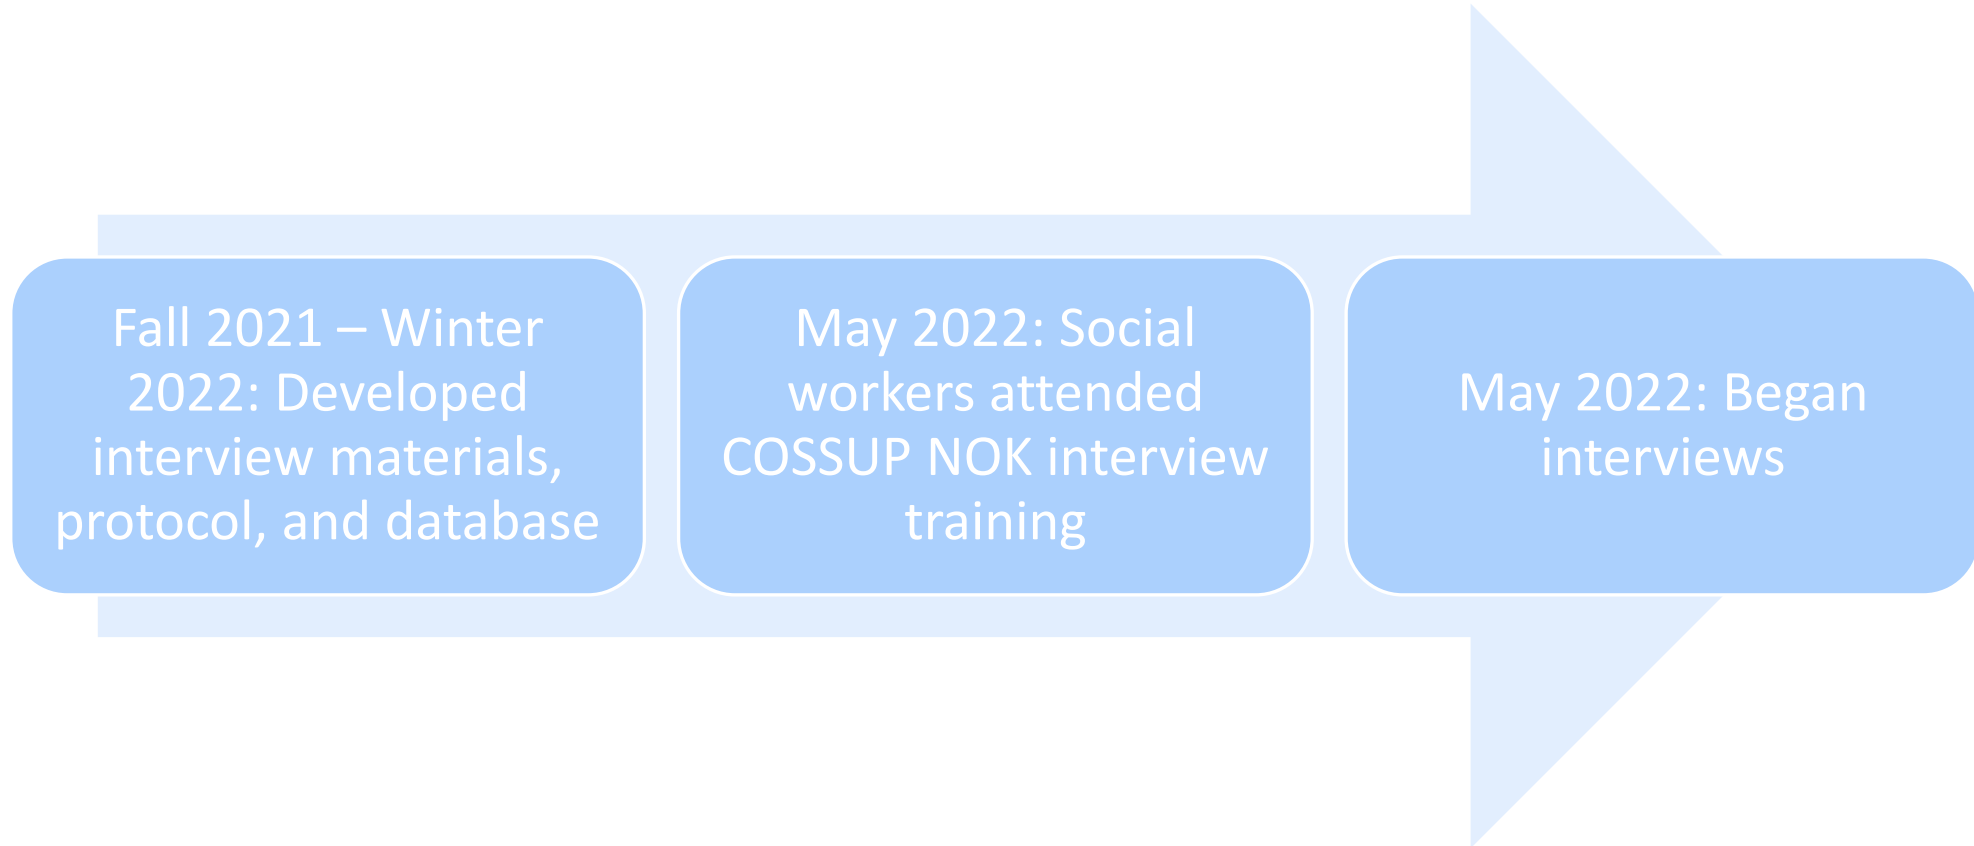 Fall 2021 – Winter
2022: Developed
interview materials,
protocol, and database
May 2022: Social
workers attended
COSSUP NOK interview
training
May 2022: Began
interviews